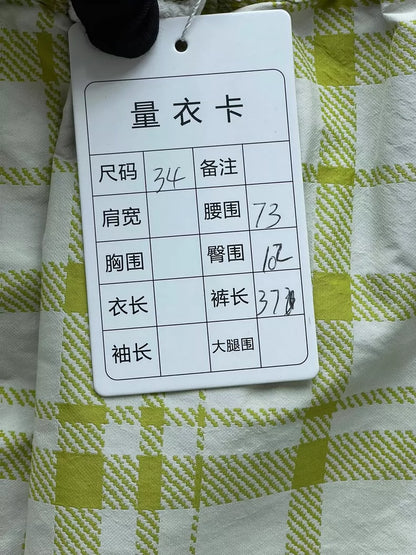 量衣卡
尺码 34 备注
肩宽 腰围 73
胸围 臀围 102
衣长 裤长 37
袖长 大腿围